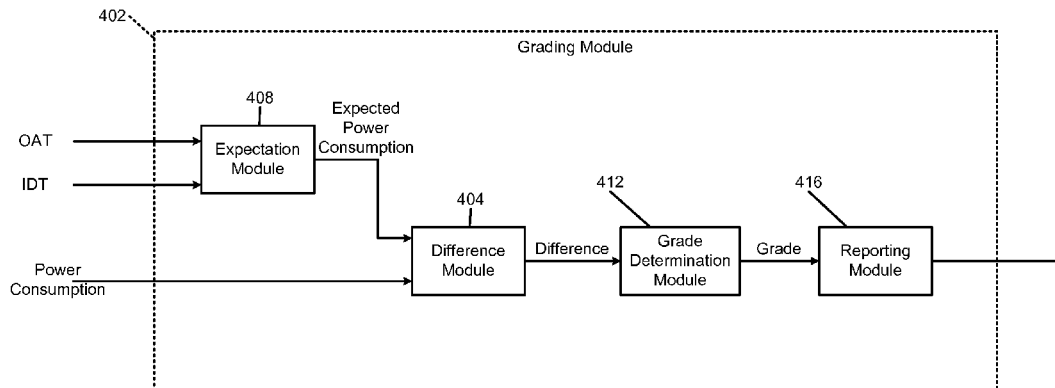 402
Grading Module
408
Expected
Power
Consumption
OAT
Expectation
Module
IDT
404
412
416
Difference
Module
Difference
Grade
Determination
Module
Grade
Reporting
Module
Power
Consumption